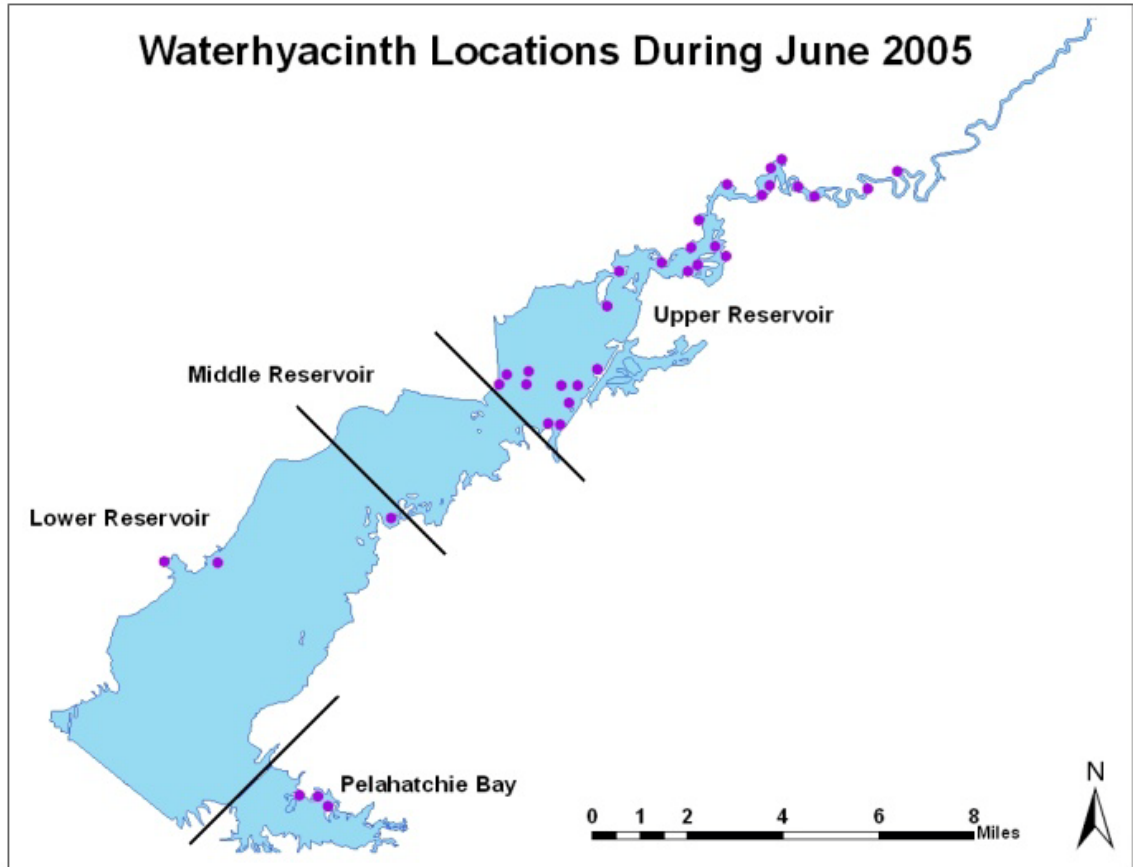 Waterhyacinth Locations During June 2005
Upper Reservoir
Middle Reservoir
Lower Reservoir
Pelahatchie Bay
N
0 2 4 6 8
Miles